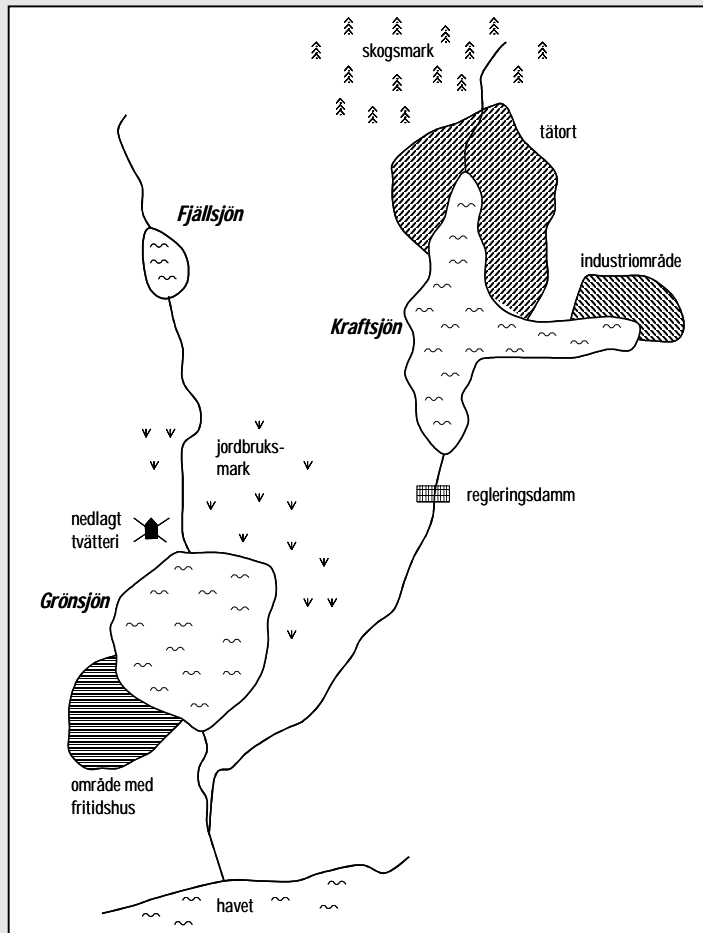 skogsmark
tätort
Fjällsjön
industriområde
Kraftsjön
jordbruks-
mark
regleringsdamm
nedlagt
tvätteri
Grönsjön
område med
fritidshus
havet